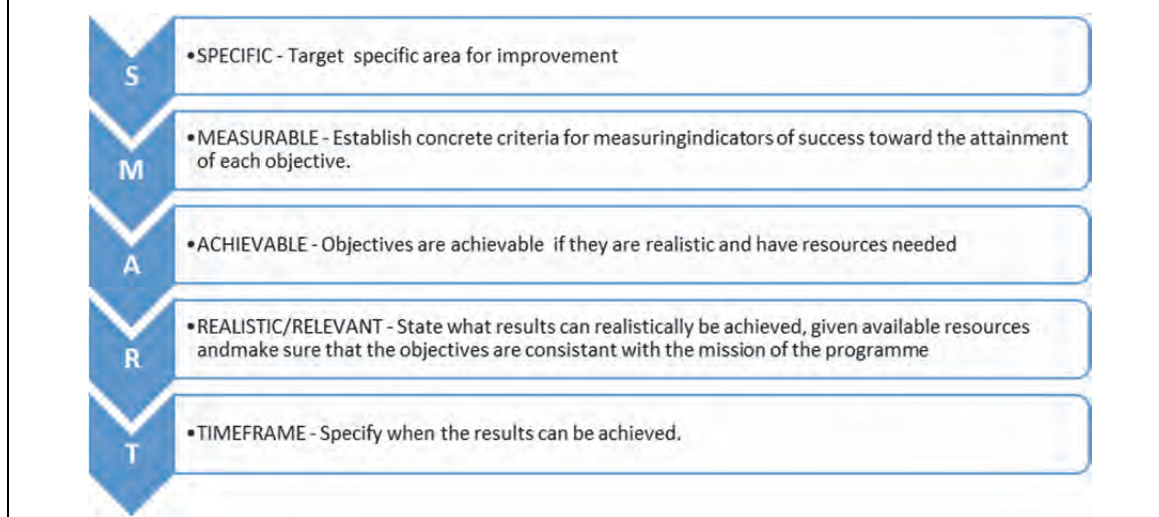 S
•SPECIFIC - Target specific area for improvement
M
•MEASURABLE - Establish concrete criteria for measuringindicators of success toward the attainment
of each objective.
A
•ACHIEVABLE - Objectives are achievable if they are realistic and have resources needed
R
•REALISTIC/RELEVANT - State what results can realistically be achieved, given available resources
andmake sure that the objectives are consistant with the mission of the programme
T
•TIMEFRAME - Specify when the results can be achieved.